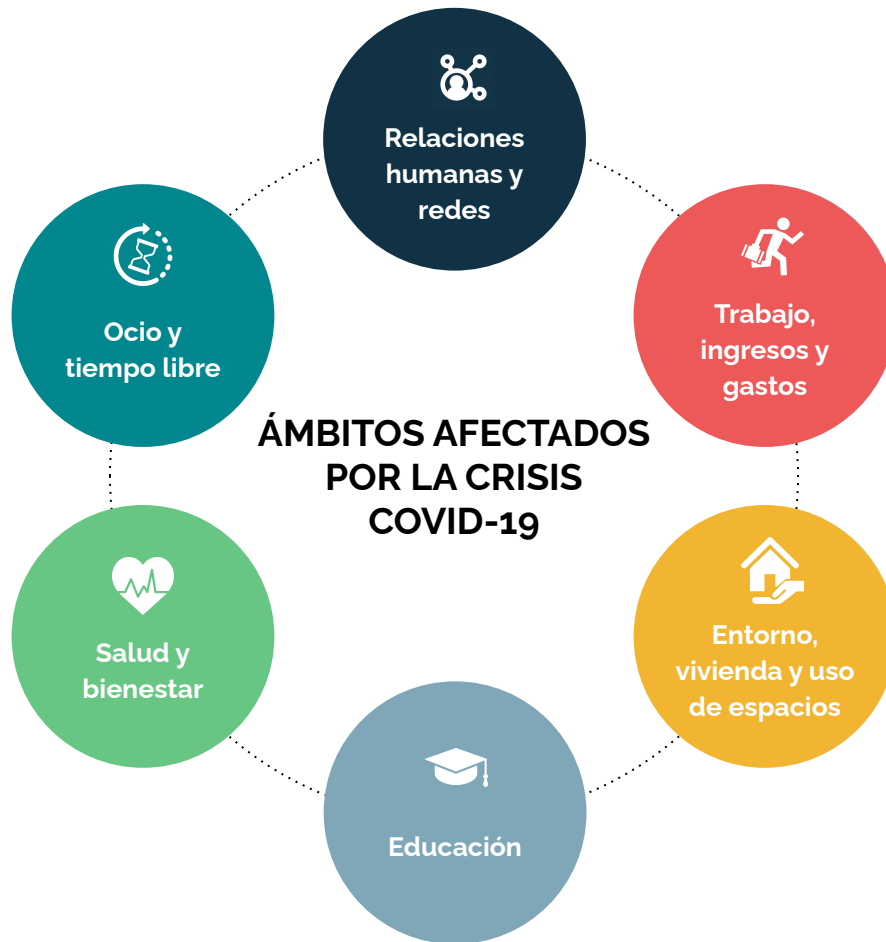 Relaciones
humanas y
redes
Ocio y
tiempo libre
Trabajo,
ingresos y
gastos
ÁMBITOS AFECTADOS
POR LA CRISIS
COVID-19
Salud y
bienestar
Entorno,
vivienda y uso
de espacios
Educación